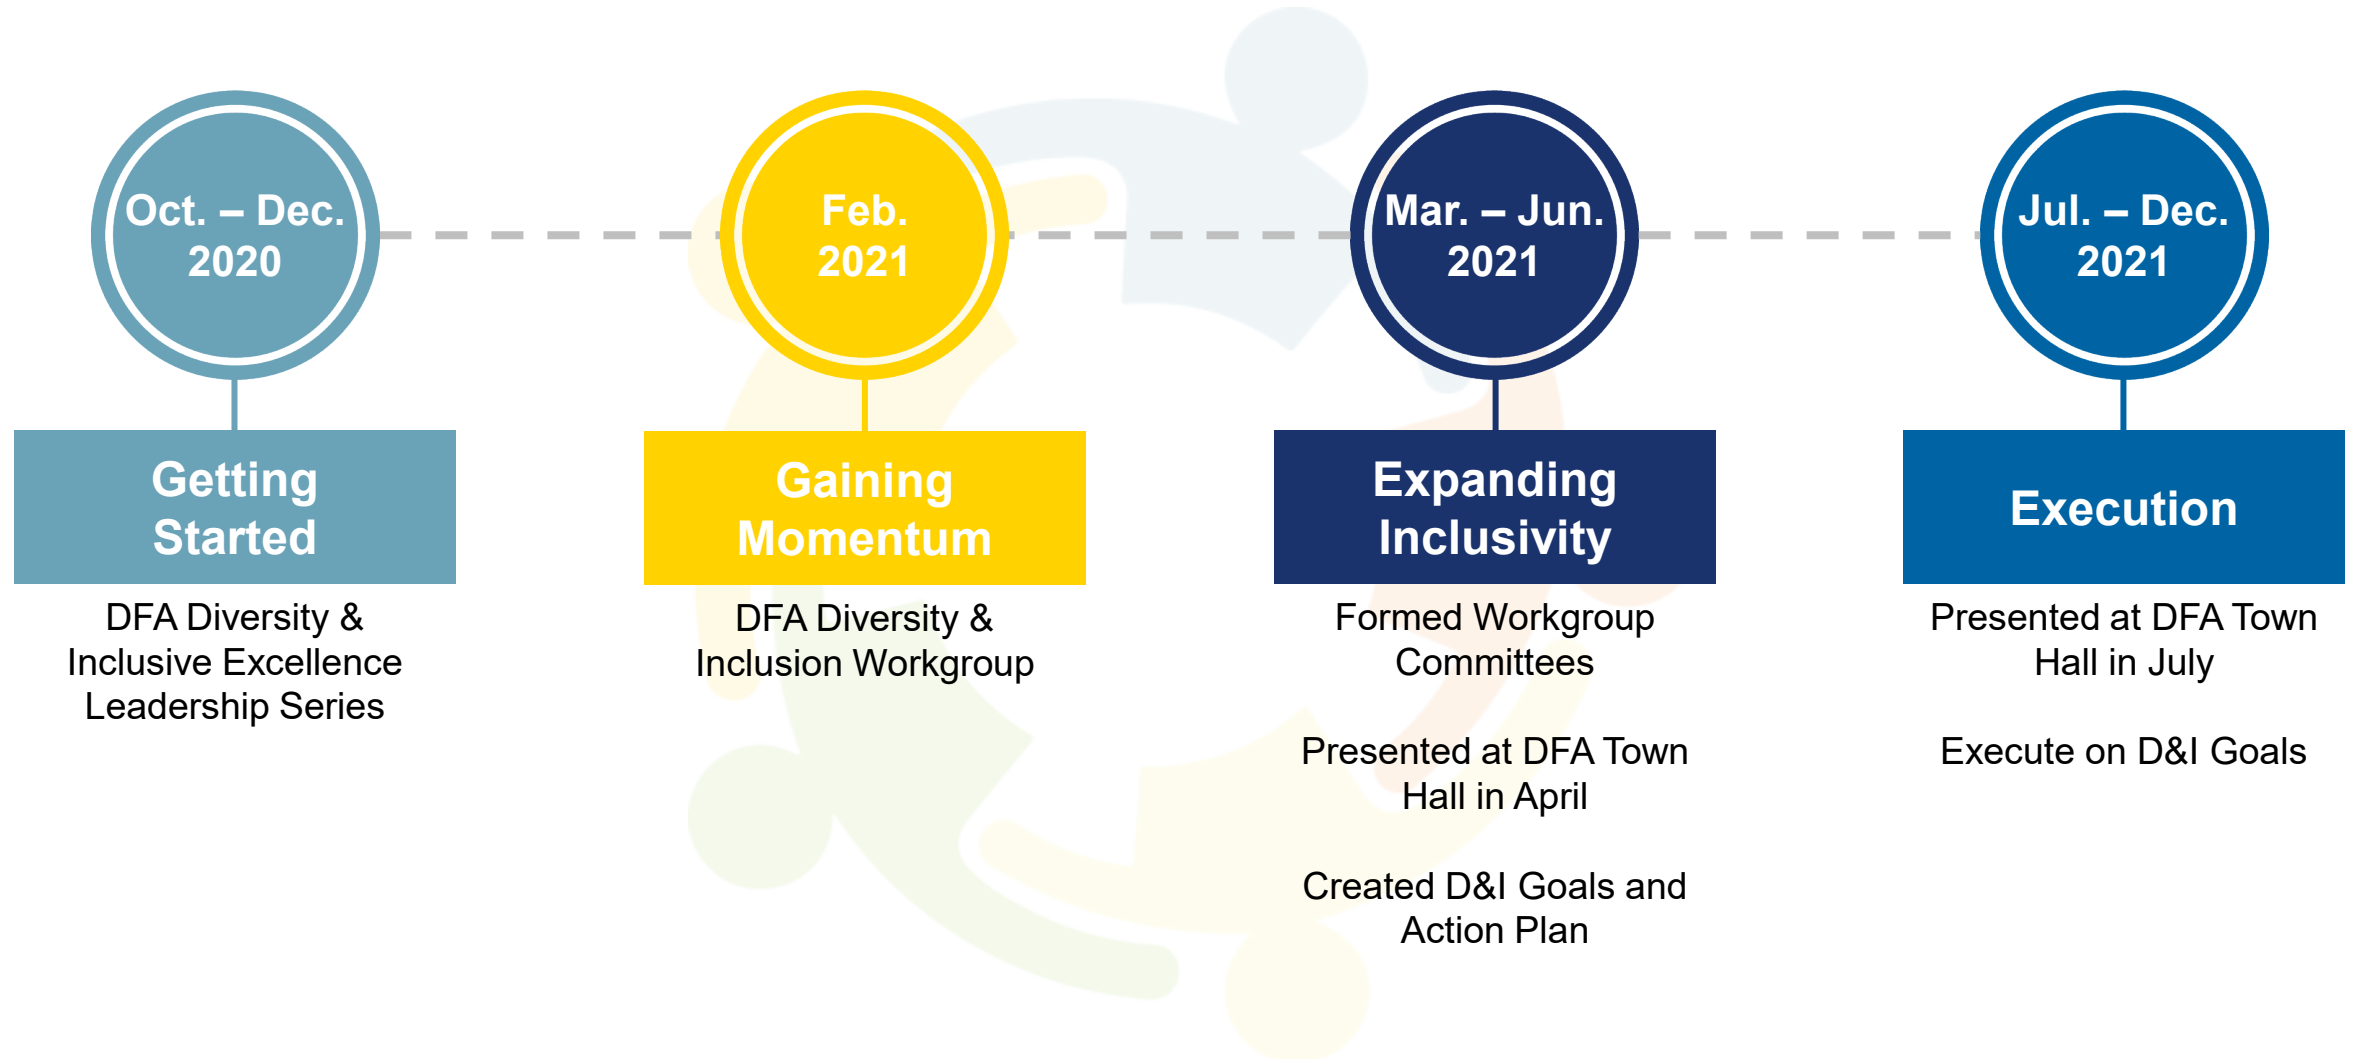 Oct. – Dec.
2020
Feb.
2021
Mar. – Jun.
2021
Jul. – Dec.
2021
Getting
Started
Gaining
Momentum
Expanding
Inclusivity
Execution
DFA Diversity &
Inclusive Excellence
Leadership Series
DFA Diversity &
Inclusion Workgroup
Formed Workgroup
Committees
Presented at DFA Town
Hall in April
Created D&I Goals and
Action Plan
Presented at DFA Town
Hall in July
Execute on D&I Goals